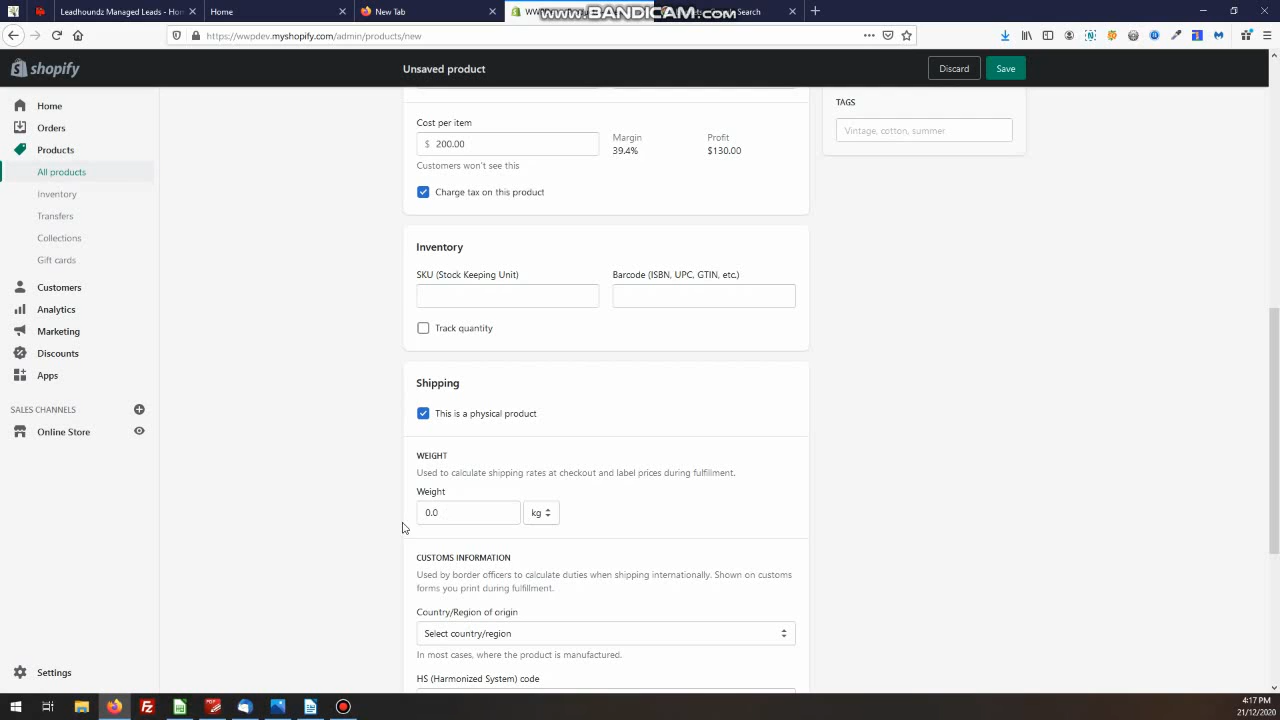 Leadhoundz Managed Leads - Hom
Home
New Tab
Search
www.BANDICAM.com
https://wwpdev.myshopify.com/admin/products/new
shopify
Unsaved product
Discard
Save
Home
Orders
Products
All products
Inventory
Transfers
Collections
Gift cards
Customers
Analytics
Marketing
Discounts
Apps
SALES CHANNELS
Online Store
Settings
Cost per item
$ 200.00
Customers won't see this
Margin
39.4%
Profit
$130.00
Charge tax on this product
Inventory
SKU (Stock Keeping Unit)
Barcode (ISBN, UPC, GTIN, etc.)
Track quantity
Shipping
This is a physical product
WEIGHT
Used to calculate shipping rates at checkout and label prices during fulfillment.
Weight
0.0
kg
CUSTOMS INFORMATION
Used by border officers to calculate duties when shipping internationally. Shown on customs
forms you print during fulfillment.
Country/Region of origin
Select country/region
In most cases, where the product is manufactured.
HS (Harmonized System) code
TAGS
Vintage, cotton, summer
4:17 PM
21/12/2020